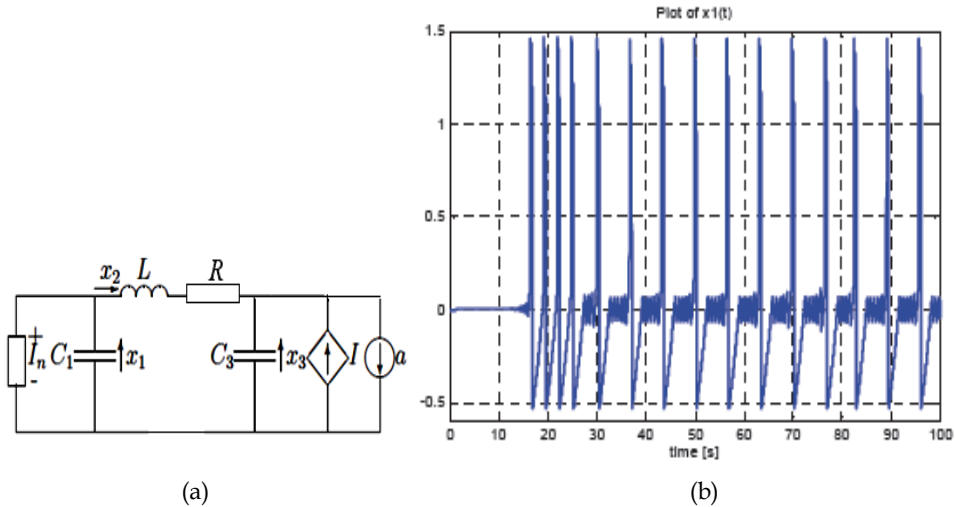 Plot of x1(t)
1.5
1
0.5
0
-0.5
0 10 20 30 40 50 60 70 80 90 100
time [s]
x₂ L R
+
Iₙ C₁ x₁ C₃ x₃ I a
-
(a) (b)